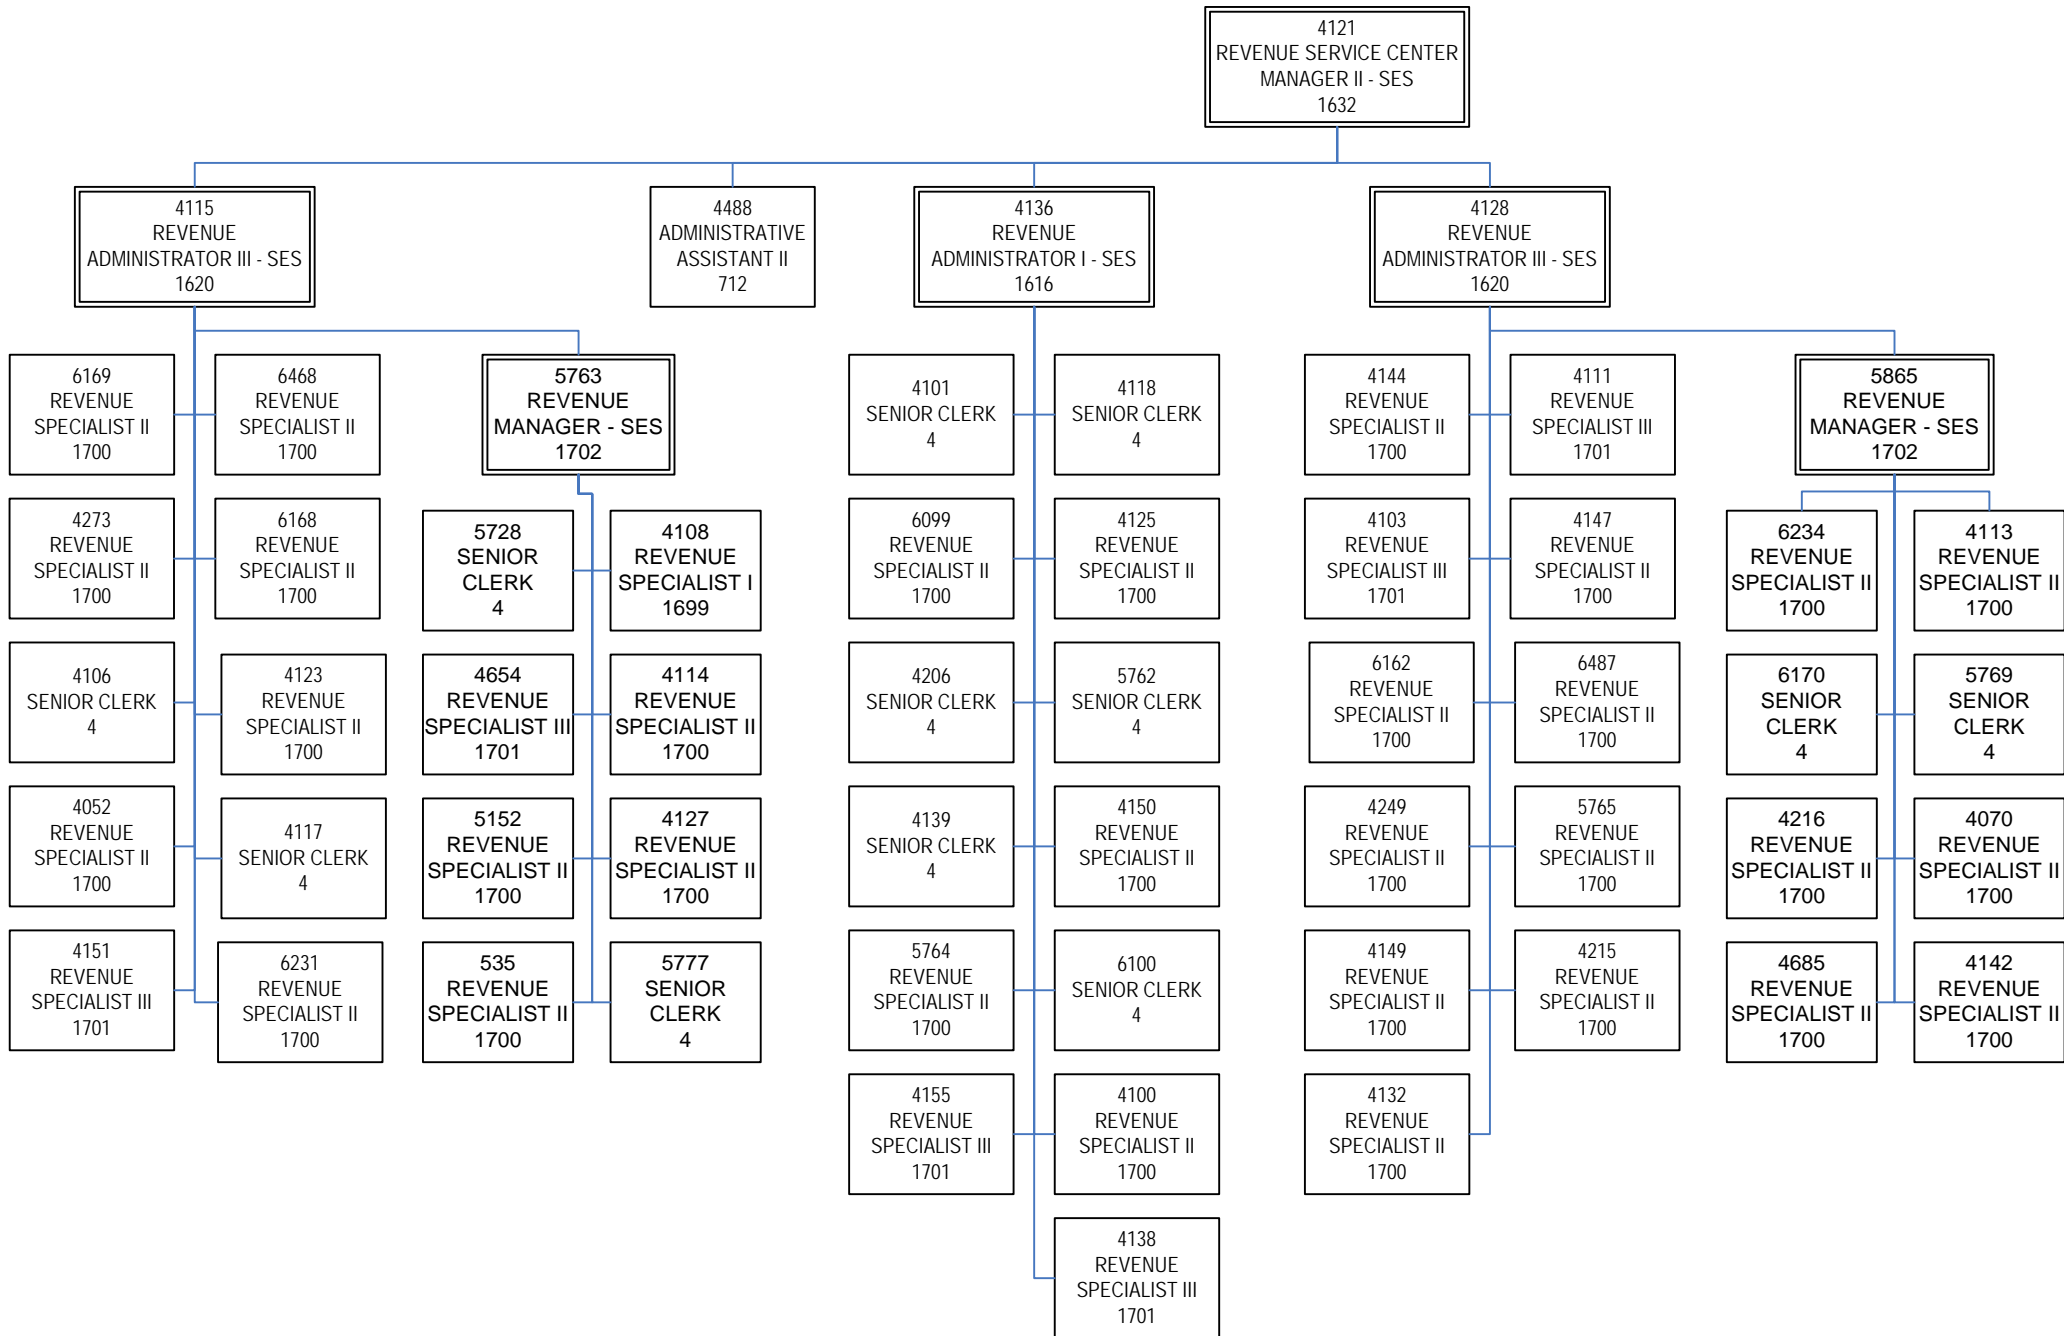 4121
REVENUE SERVICE CENTER
MANAGER II - SES
1632
4115
REVENUE
ADMINISTRATOR III - SES
1620
4488
ADMINISTRATIVE
ASSISTANT II
712
4136
REVENUE
ADMINISTRATOR I - SES
1616
4128
REVENUE
ADMINISTRATOR III - SES
1620
6169
REVENUE
SPECIALIST II
1700
6468
REVENUE
SPECIALIST II
1700
5763
REVENUE
MANAGER - SES
1702
4101
SENIOR CLERK
4
4118
SENIOR CLERK
4
4144
REVENUE
SPECIALIST II
1700
4111
REVENUE
SPECIALIST III
1701
5865
REVENUE
MANAGER - SES
1702
4273
REVENUE
SPECIALIST II
1700
6168
REVENUE
SPECIALIST II
1700
5728
SENIOR
CLERK
4
4108
REVENUE
SPECIALIST I
1699
6099
REVENUE
SPECIALIST II
1700
4125
REVENUE
SPECIALIST II
1700
4103
REVENUE
SPECIALIST III
1701
4147
REVENUE
SPECIALIST II
1700
6234
REVENUE
SPECIALIST II
1700
4113
REVENUE
SPECIALIST II
1700
4106
SENIOR CLERK
4
4123
REVENUE
SPECIALIST II
1700
4654
REVENUE
SPECIALIST III
1701
4114
REVENUE
SPECIALIST II
1700
4206
SENIOR CLERK
4
5762
SENIOR CLERK
4
6162
REVENUE
SPECIALIST II
1700
6487
REVENUE
SPECIALIST II
1700
6170
SENIOR
CLERK
4
5769
SENIOR
CLERK
4
4052
REVENUE
SPECIALIST II
1700
4117
SENIOR CLERK
4
5152
REVENUE
SPECIALIST II
1700
4127
REVENUE
SPECIALIST II
1700
4139
SENIOR CLERK
4
4150
REVENUE
SPECIALIST II
1700
4249
REVENUE
SPECIALIST II
1700
5765
REVENUE
SPECIALIST II
1700
4216
REVENUE
SPECIALIST II
1700
4070
REVENUE
SPECIALIST II
1700
4151
REVENUE
SPECIALIST III
1701
6231
REVENUE
SPECIALIST II
1700
535
REVENUE
SPECIALIST II
1700
5777
SENIOR
CLERK
4
5764
REVENUE
SPECIALIST II
1700
6100
SENIOR CLERK
4
4149
REVENUE
SPECIALIST II
1700
4215
REVENUE
SPECIALIST II
1700
4685
REVENUE
SPECIALIST II
1700
4142
REVENUE
SPECIALIST II
1700
4155
REVENUE
SPECIALIST III
1701
4100
REVENUE
SPECIALIST II
1700
4132
REVENUE
SPECIALIST II
1700
4138
REVENUE
SPECIALIST III
1701